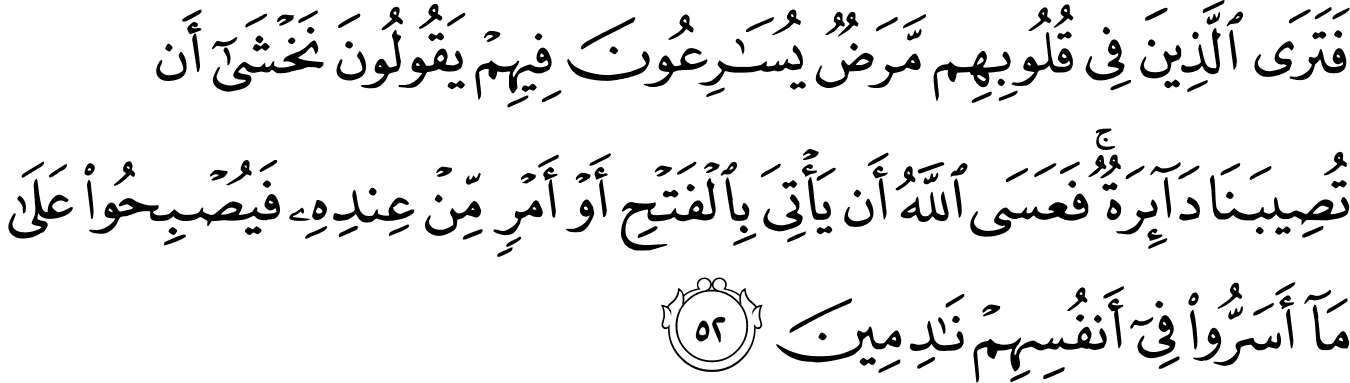 فَتَرَى ٱلَّذِينَ فِى قُلُوبِهِم مَّرَضٌ يُسَـٰرِعُونَ فِيهِمْ يَقُولُونَ نَخْشَىٰٓ أَن
تُصِيبَنَا دَآئِرَةٌ ۚ فَعَسَى ٱللَّهُ أَن يَأْتِىَ بِٱلْفَتْحِ أَوْ أَمْرٍ مِّنْ عِندِهِۦ فَيُصْبِحُوا۟ عَلَىٰ
مَآ أَسَرُّوا۟ فِىٓ أَنفُسِهِمْ نَـٰدِمِينَ ٥٢